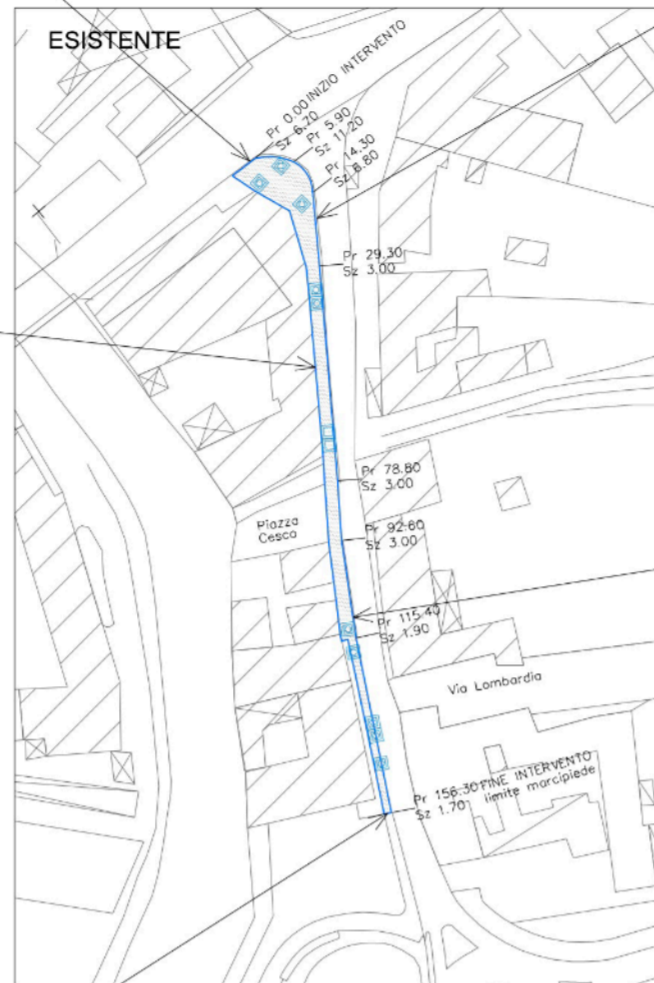 ESISTENTE
Pr 0.00 INIZIO INTERVENTO
Sz 6.20
Pr 5.90
Sz 11.20
Pr 14.30
Sz 8.80
Pr 29.30
Sz 3.00
Pr 78.80
Sz 3.00
Piazza
Cesca
Pr 92.60
Sz 3.00
Pr 115.40
Sz 1.90
Via Lombardia
Pr 156.30 FINE INTERVENTO
Sz 1.70 limite marcipiede